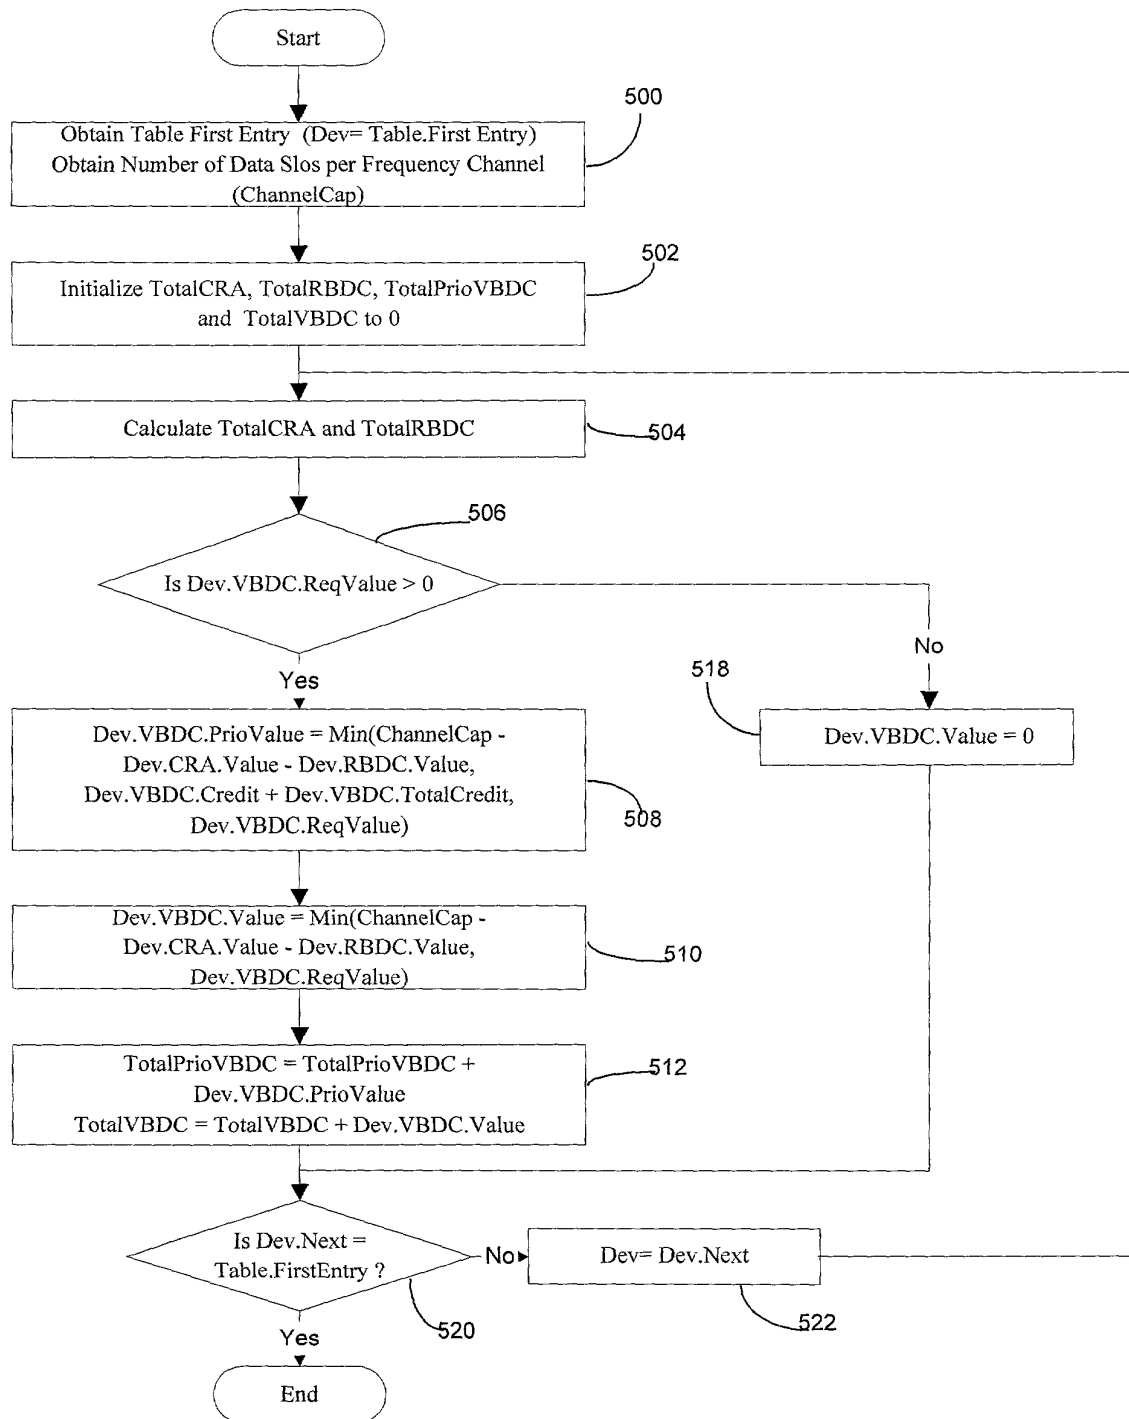 Start
500
Obtain Table First Entry (Dev= Table.First Entry)
Obtain Number of Data Slos per Frequency Channel
(ChannelCap)
502
Initialize TotalCRA, TotalRBDC, TotalPrioVBDC
and TotalVBDC to 0
Calculate TotalCRA and TotalRBDC
504
506
Is Dev.VBDC.ReqValue > 0
No
Yes
518
Dev.VBDC.PrioValue = Min(ChannelCap -
Dev.CRA.Value - Dev.RBDC.Value,
Dev.VBDC.Credit + Dev.VBDC.TotalCredit,
Dev.VBDC.ReqValue)
Dev.VBDC.Value = 0
508
Dev.VBDC.Value = Min(ChannelCap -
Dev.CRA.Value - Dev.RBDC.Value,
Dev.VBDC.ReqValue)
510
TotalPrioVBDC = TotalPrioVBDC +
Dev.VBDC.PrioValue
TotalVBDC = TotalVBDC + Dev.VBDC.Value
512
Is Dev.Next =
Table.FirstEntry ?
No
Dev= Dev.Next
520
522
Yes
End